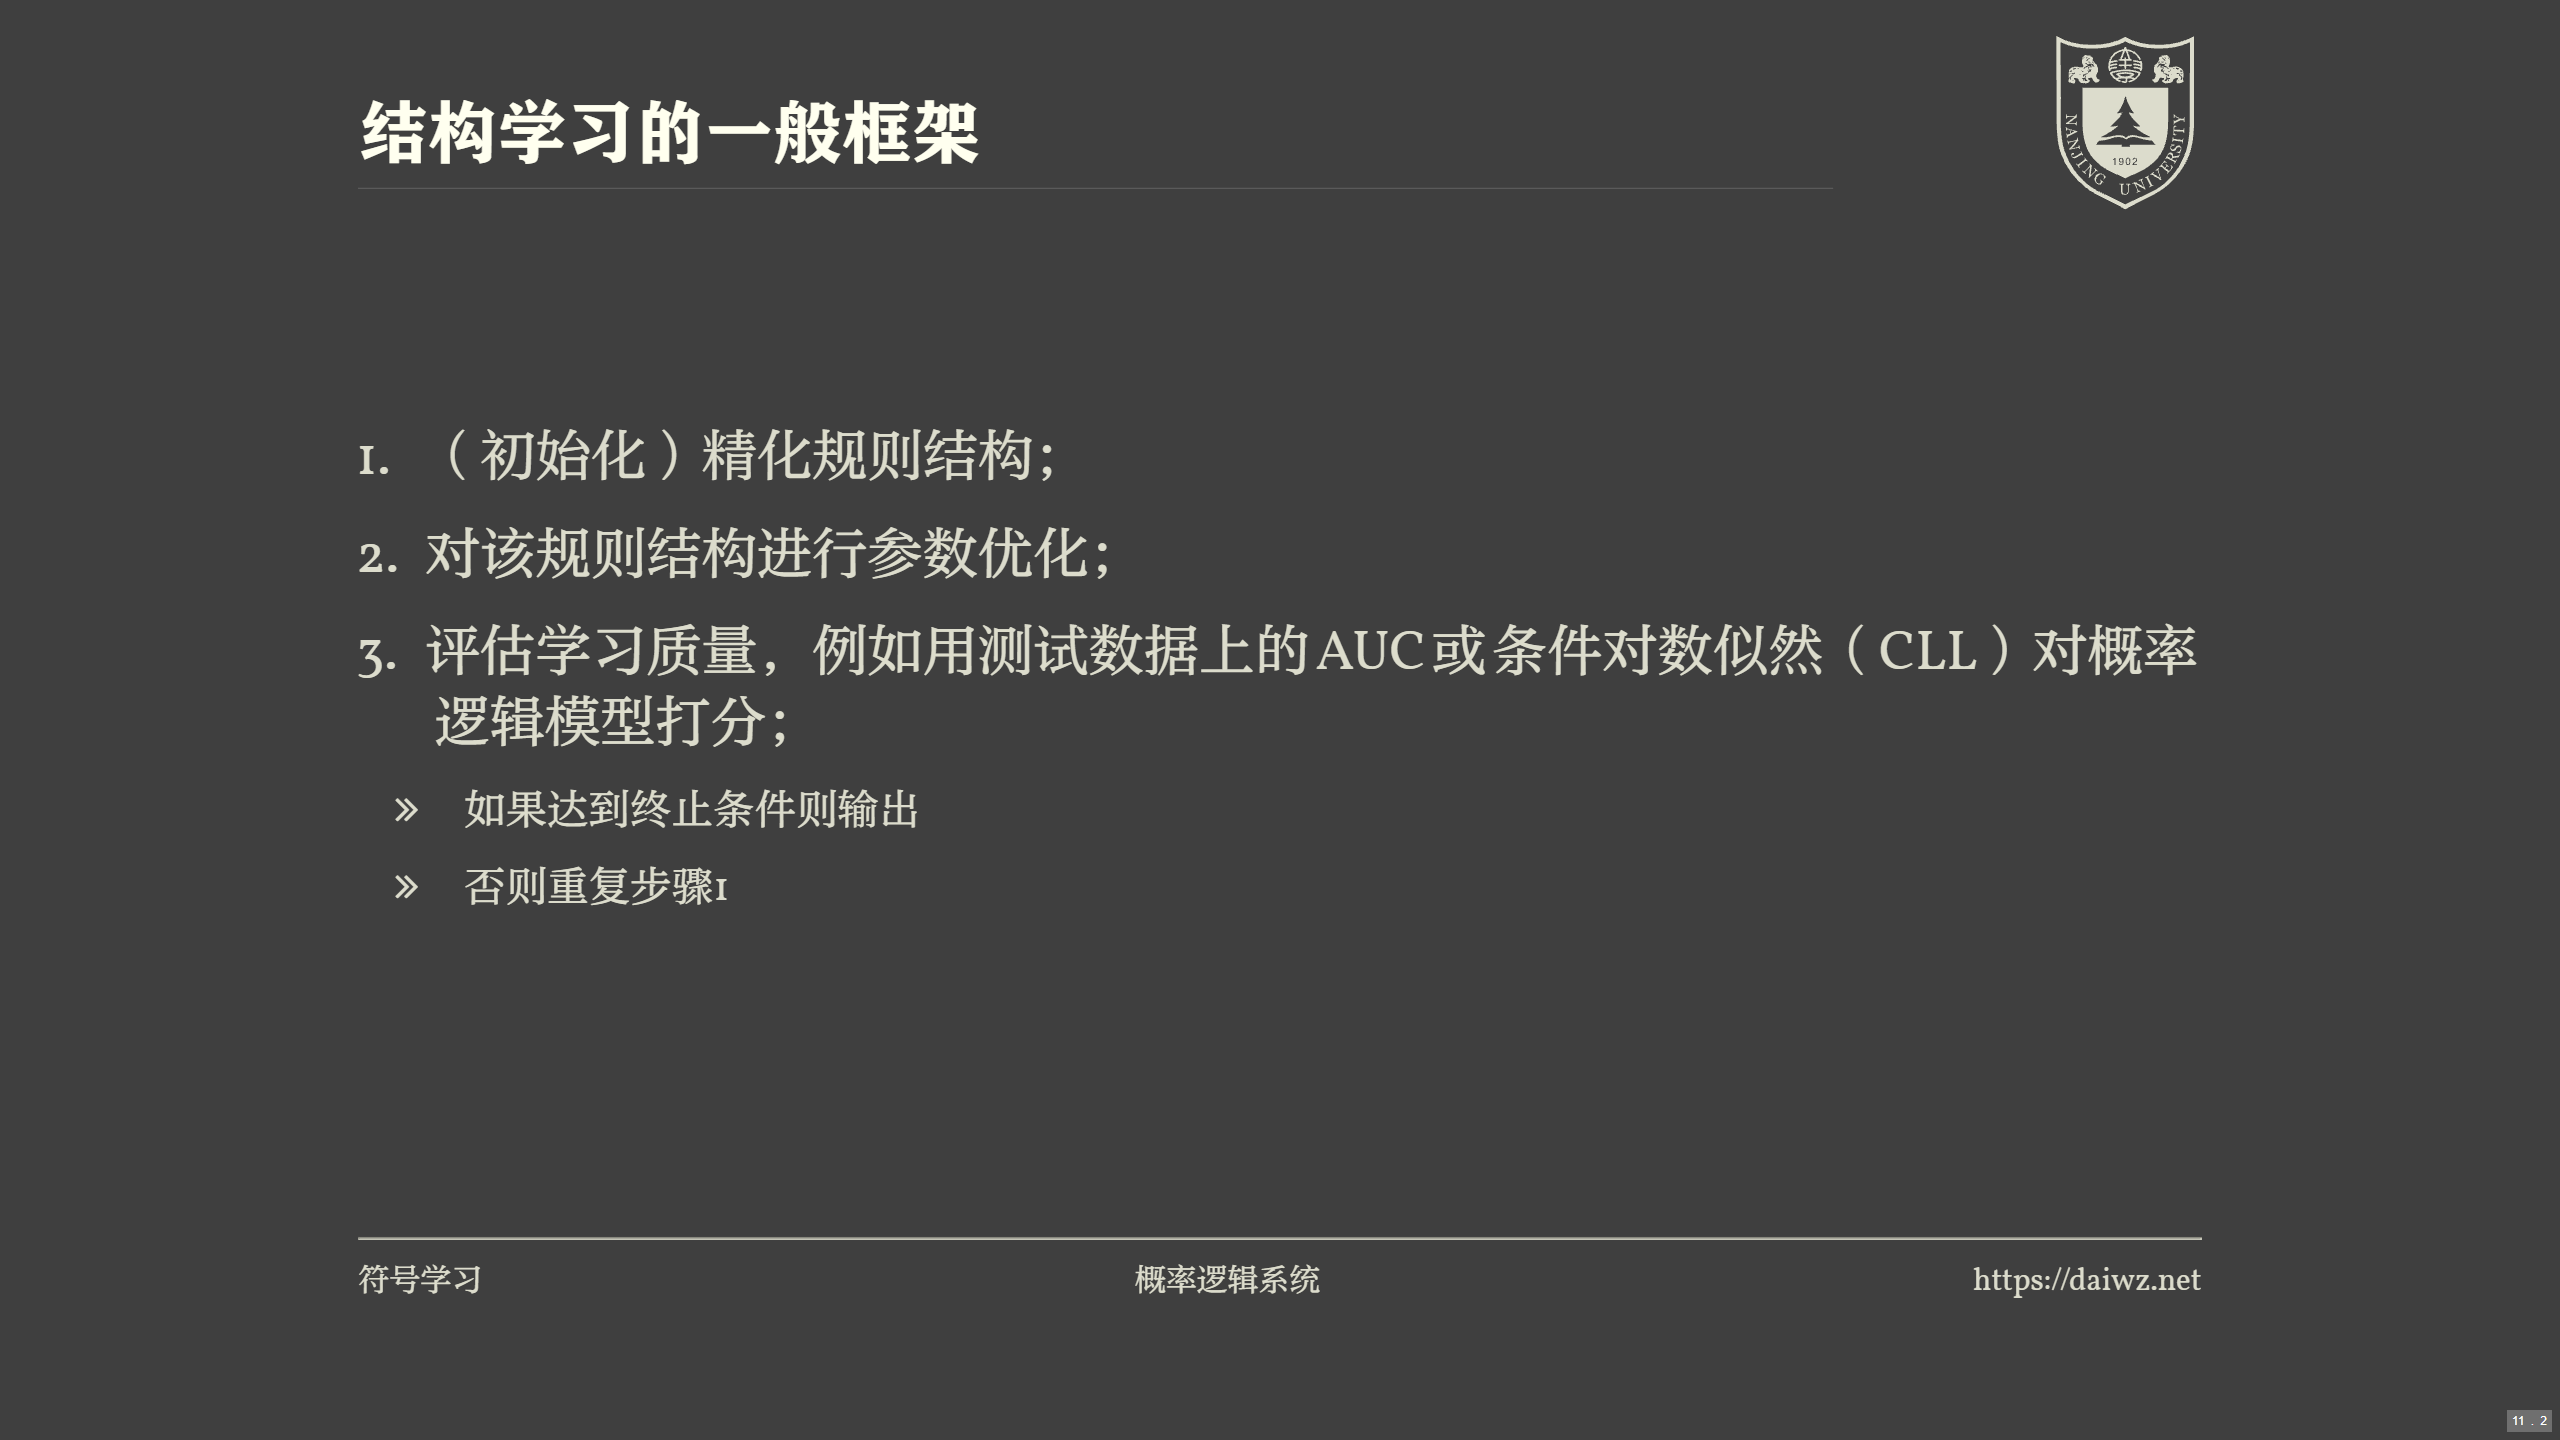 结构学习的一般框架
NANJING UNIVERSITY
1902
1. （初始化）精化规则结构；
2. 对该规则结构进行参数优化；
3. 评估学习质量，例如用测试数据上的AUC或条件对数似然（CLL）对概率
逻辑模型打分；
» 如果达到终止条件则输出
» 否则重复步骤1
符号学习
概率逻辑系统
https://daiwz.net
11 . 2